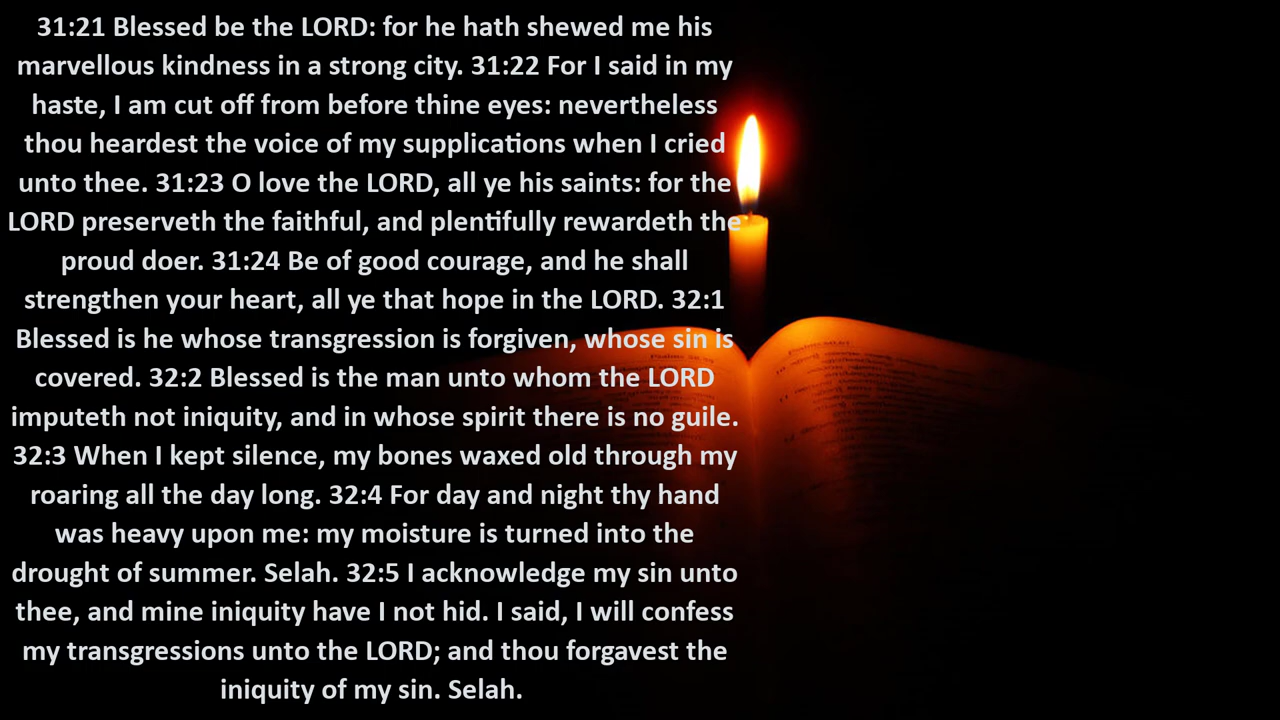 31:21 Blessed be the LORD: for he hath shewed me his
marvellous kindness in a strong city. 31:22 For I said in my
haste, I am cut off from before thine eyes: nevertheless
thou heardest the voice of my supplications when I cried
unto thee. 31:23 O love the LORD, all ye his saints: for the
LORD preserveth the faithful, and plentifully rewardeth the
proud doer. 31:24 Be of good courage, and he shall
strengthen your heart, all ye that hope in the LORD. 32:1
Blessed is he whose transgression is forgiven, whose sin is
covered. 32:2 Blessed is the man unto whom the LORD
imputeth not iniquity, and in whose spirit there is no guile.
32:3 When I kept silence, my bones waxed old through my
roaring all the day long. 32:4 For day and night thy hand
was heavy upon me: my moisture is turned into the
drought of summer. Selah. 32:5 I acknowledge my sin unto
thee, and mine iniquity have I not hid. I said, I will confess
my transgressions unto the LORD; and thou forgavest the
iniquity of my sin. Selah.